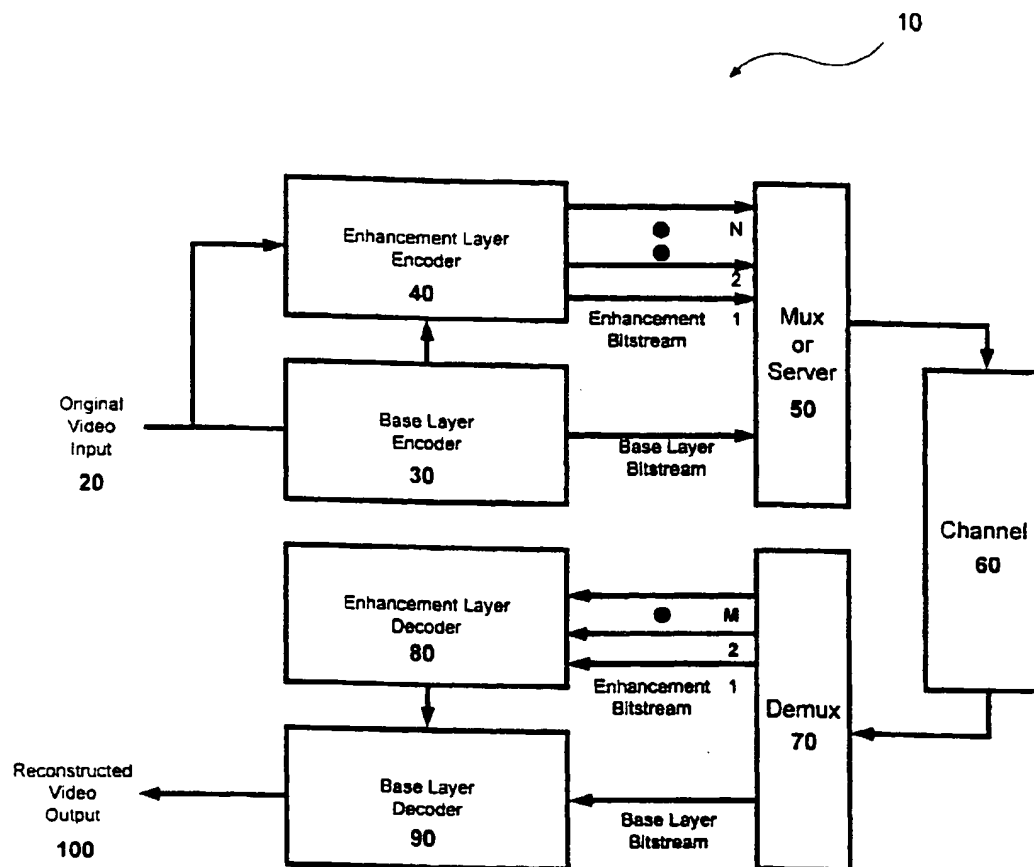 10
Enhancement Layer
Encoder
40
N
2
1
Enhancement
Bitstream
Mux
or
Server
50
Original
Video
Input
20
Base Layer
Encoder
30
Base Layer
Bitstream
Channel
60
Enhancement Layer
Decoder
80
M
2
1
Enhancement
Bitstream
Demux
70
Reconstructed
Video
Output
100
Base Layer
Decoder
90
Base Layer
Bitstream